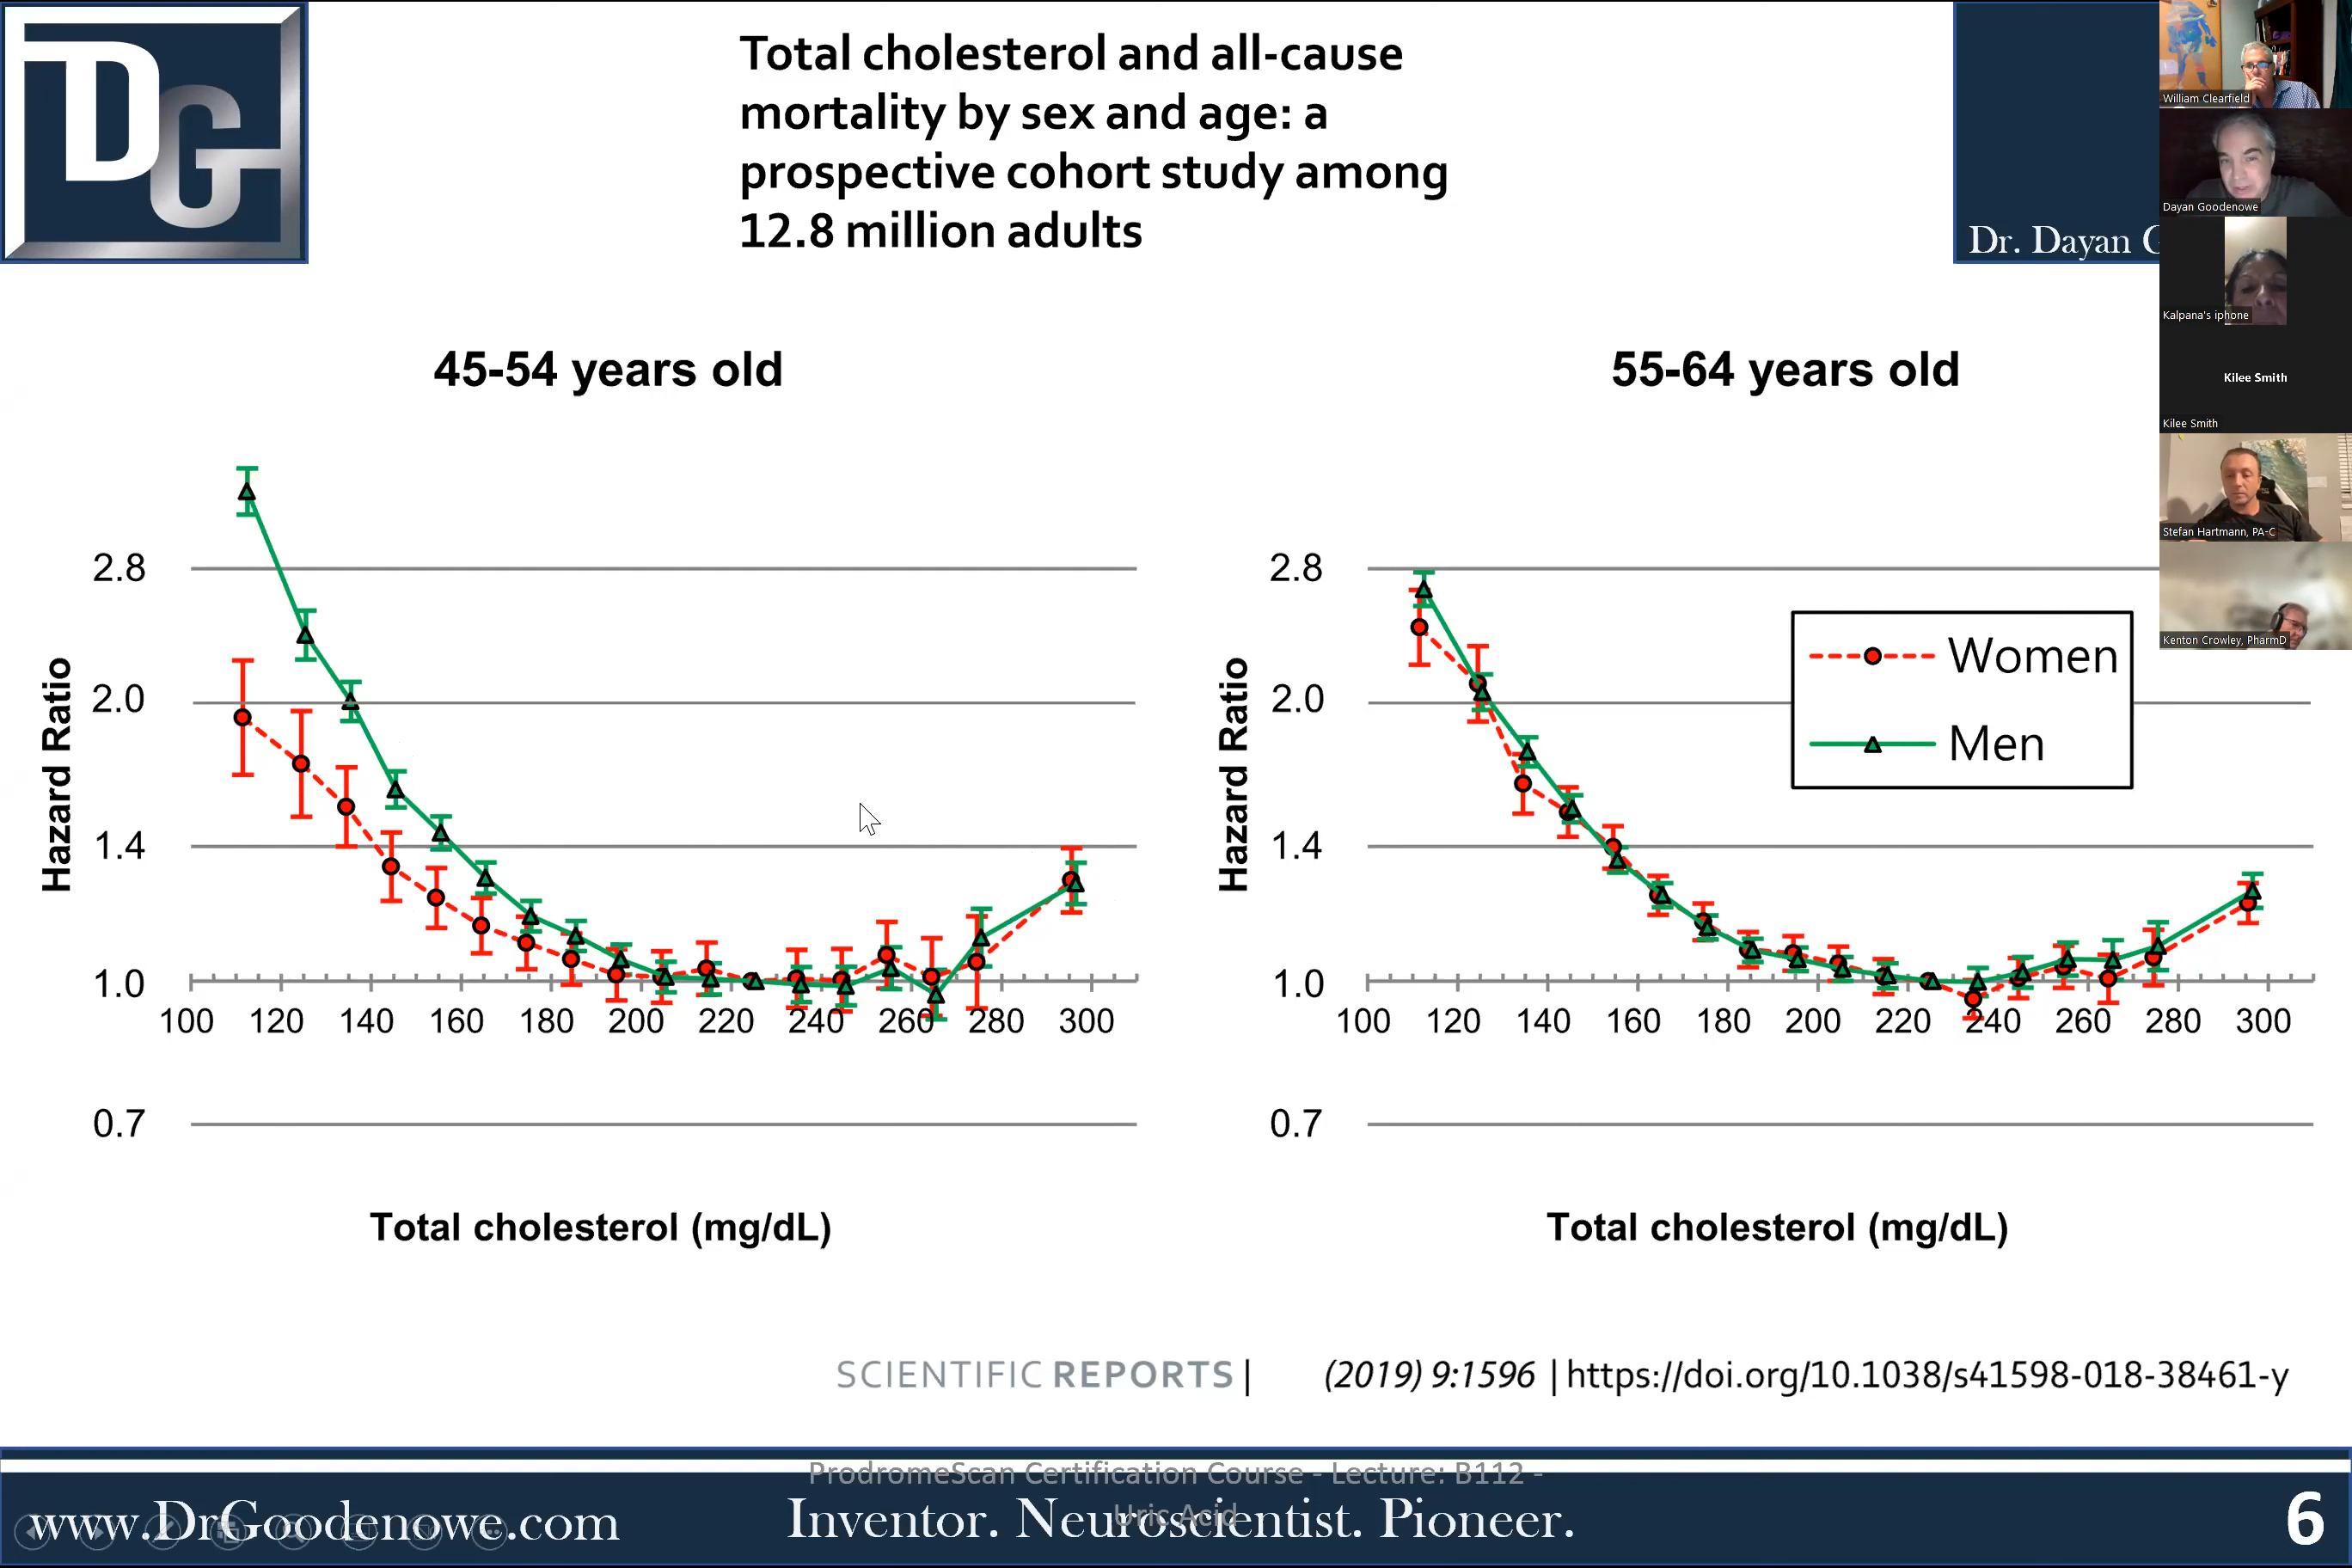 DG
Total cholesterol and all-cause
mortality by sex and age: a
prospective cohort study among
12.8 million adults
Dr. Dayan G
William Clearfield
Dayan Goodenowe
Kalpana's iphone
Kilee Smith
Kilee Smith
Stefan Hartmann, PA-C
Kenton Crowley, PharmD
45-54 years old
Hazard Ratio
2.8
2.0
1.4
1.0
0.7
100 120 140 160 180 200 220 240 260 280 300
Total cholesterol (mg/dL)
55-64 years old
Hazard Ratio
2.8
2.0
1.4
1.0
0.7
Women
Men
100 120 140 160 180 200 220 240 260 280 300
Total cholesterol (mg/dL)
SCIENTIFIC REPORTS | (2019) 9:1596 | https://doi.org/10.1038/s41598-018-38461-y
ProdromeScan Certification Course - Lecture: B112 -
Uric Acid
www.DrGoodenowe.com
Inventor. Neuroscientist. Pioneer.
6